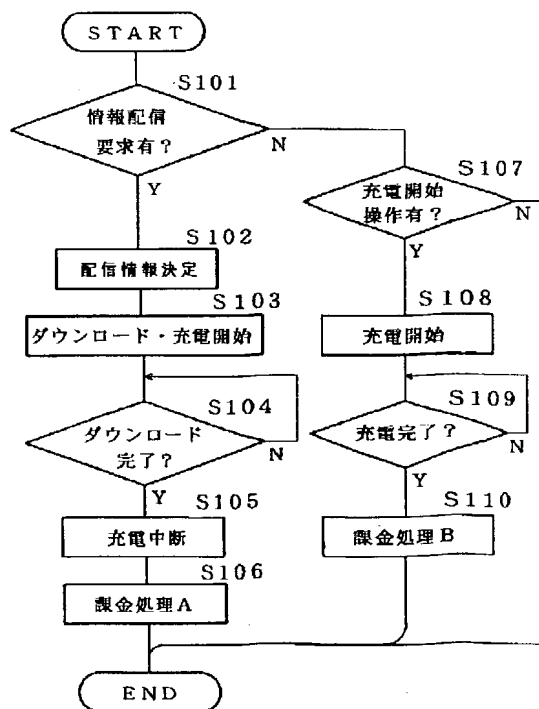 START
S101
情報配信
要求有?
N
Y
S107
充電開始
操作有?
N
Y
S102
配信情報決定
S103
ダウンロード・充電開始
S108
充電開始
S104
ダウンロード
完了?
N
Y
S109
充電完了?
N
Y
S105
充電中断
S110
課金処理B
S106
課金処理A
END